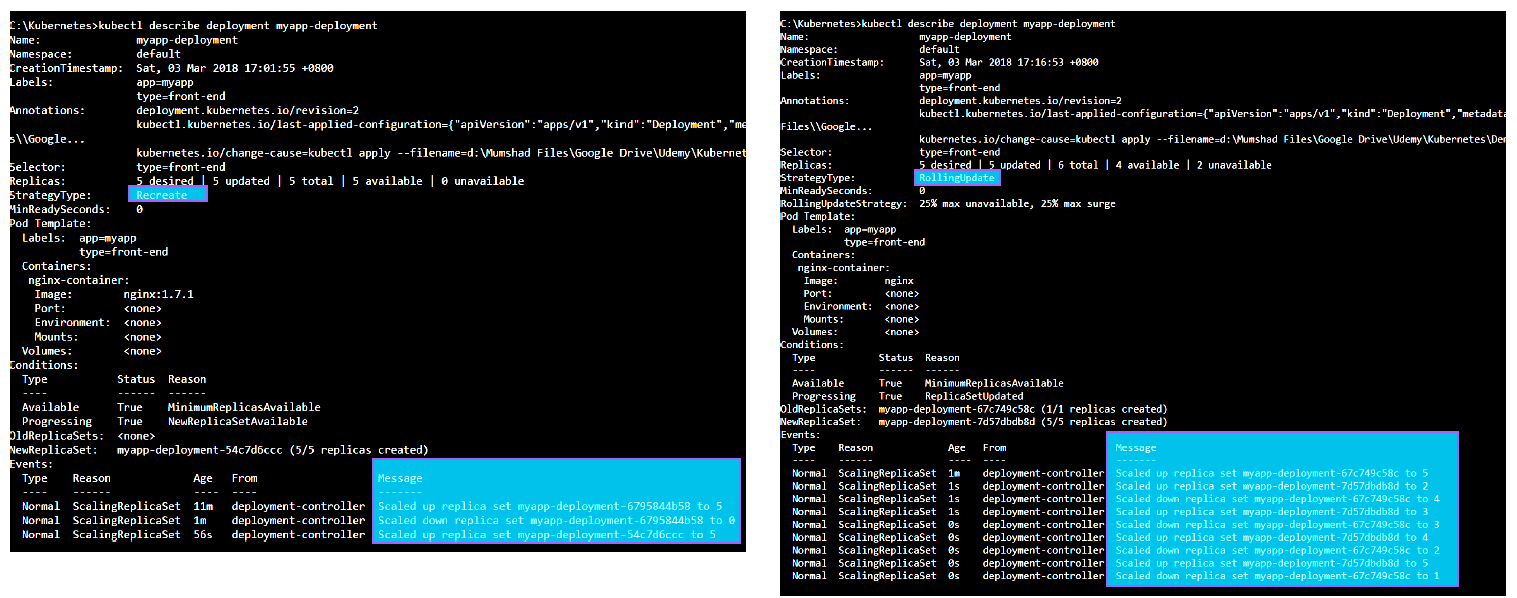 C:\Kubernetes>kubectl describe deployment myapp-deployment
Name: myapp-deployment
Namespace: default
CreationTimestamp: Sat, 03 Mar 2018 17:01:55 +0800
Labels: app=myapp
type=front-end
Annotations: deployment.kubernetes.io/revision=2
kubectl.kubernetes.io/last-applied-configuration={"apiVersion":"apps/v1","kind":"Deployment","me
s\\Google...
kubernetes.io/change-cause=kubectl apply --filename=d:\Mumshad Files\Google Drive\Udemy\Kubernet
Selector: type=front-end
Replicas: 5 desired | 5 updated | 5 total | 5 available | 0 unavailable
StrategyType: Recreate
MinReadySeconds: 0
Pod Template:
Labels: app=myapp
type=front-end
Containers:
nginx-container:
Image: nginx:1.7.1
Port: <none>
Environment: <none>
Mounts: <none>
Volumes: <none>
Conditions:
Type Status Reason
---- ------ ------
Available True MinimumReplicasAvailable
Progressing True NewReplicaSetAvailable
OldReplicaSets: <none>
NewReplicaSet: myapp-deployment-54c7d6ccc (5/5 replicas created)
Events:
Type Reason Age From Message
---- ------ ---- ---- -------
Normal ScalingReplicaSet 11m deployment-controller Scaled up replica set myapp-deployment-6795844b58 to 5
Normal ScalingReplicaSet 1m deployment-controller Scaled down replica set myapp-deployment-6795844b58 to 0
Normal ScalingReplicaSet 56s deployment-controller Scaled up replica set myapp-deployment-54c7d6ccc to 5
C:\Kubernetes>kubectl describe deployment myapp-deployment
Name: myapp-deployment
Namespace: default
CreationTimestamp: Sat, 03 Mar 2018 17:16:53 +0800
Labels: app=myapp
type=front-end
Annotations: deployment.kubernetes.io/revision=2
kubectl.kubernetes.io/last-applied-configuration={"apiVersion":"apps/v1","kind":"Deployment","metadata
Files\\Google...
kubernetes.io/change-cause=kubectl apply --filename=d:\Mumshad Files\Google Drive\Udemy\Kubernetes\Dem
Selector: type=front-end
Replicas: 5 desired | 5 updated | 6 total | 4 available | 2 unavailable
StrategyType: RollingUpdate
MinReadySeconds: 0
RollingUpdateStrategy: 25% max unavailable, 25% max surge
Pod Template:
Labels: app=myapp
type=front-end
Containers:
nginx-container:
Image: nginx
Port: <none>
Environment: <none>
Mounts: <none>
Volumes: <none>
Conditions:
Type Status Reason
---- ------ ------
Available True MinimumReplicasAvailable
Progressing True ReplicaSetUpdated
OldReplicaSets: myapp-deployment-67c749c58c (1/1 replicas created)
NewReplicaSet: myapp-deployment-7d57dbdb8d (5/5 replicas created)
Events:
Type Reason Age From Message
---- ------ ---- ---- -------
Normal ScalingReplicaSet 1m deployment-controller Scaled up replica set myapp-deployment-67c749c58c to 5
Normal ScalingReplicaSet 1s deployment-controller Scaled up replica set myapp-deployment-7d57dbdb8d to 2
Normal ScalingReplicaSet 1s deployment-controller Scaled down replica set myapp-deployment-67c749c58c to 4
Normal ScalingReplicaSet 1s deployment-controller Scaled up replica set myapp-deployment-7d57dbdb8d to 3
Normal ScalingReplicaSet 0s deployment-controller Scaled down replica set myapp-deployment-67c749c58c to 3
Normal ScalingReplicaSet 0s deployment-controller Scaled up replica set myapp-deployment-7d57dbdb8d to 4
Normal ScalingReplicaSet 0s deployment-controller Scaled down replica set myapp-deployment-67c749c58c to 2
Normal ScalingReplicaSet 0s deployment-controller Scaled up replica set myapp-deployment-7d57dbdb8d to 5
Normal ScalingReplicaSet 0s deployment-controller Scaled down replica set myapp-deployment-67c749c58c to 1